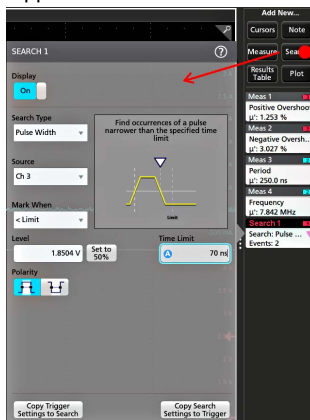 Add New...
Cursors
Note
Measure
Results Table
Plot
SEARCH 1
Display
On
Search Type
Pulse Width
Find occurrences of a pulse narrower than the specified time limit
Limit
Source
Ch 3
Mark When
< Limit
Level
1.8504 V
Set to 50%
Time Limit
A
70 ns
Polarity
Copy Trigger Settings to Search
Copy Search Settings to Trigger
Meas 1
Positive Overshoo
µ': 1.253 %
Meas 2
Negative Oversh...
µ': 3.027 %
Meas 3
Period
µ': 250.0 ns
Meas 4
Frequency
µ': 7.842 MHz
Search 1
Search: Pulse ...
Events: 2